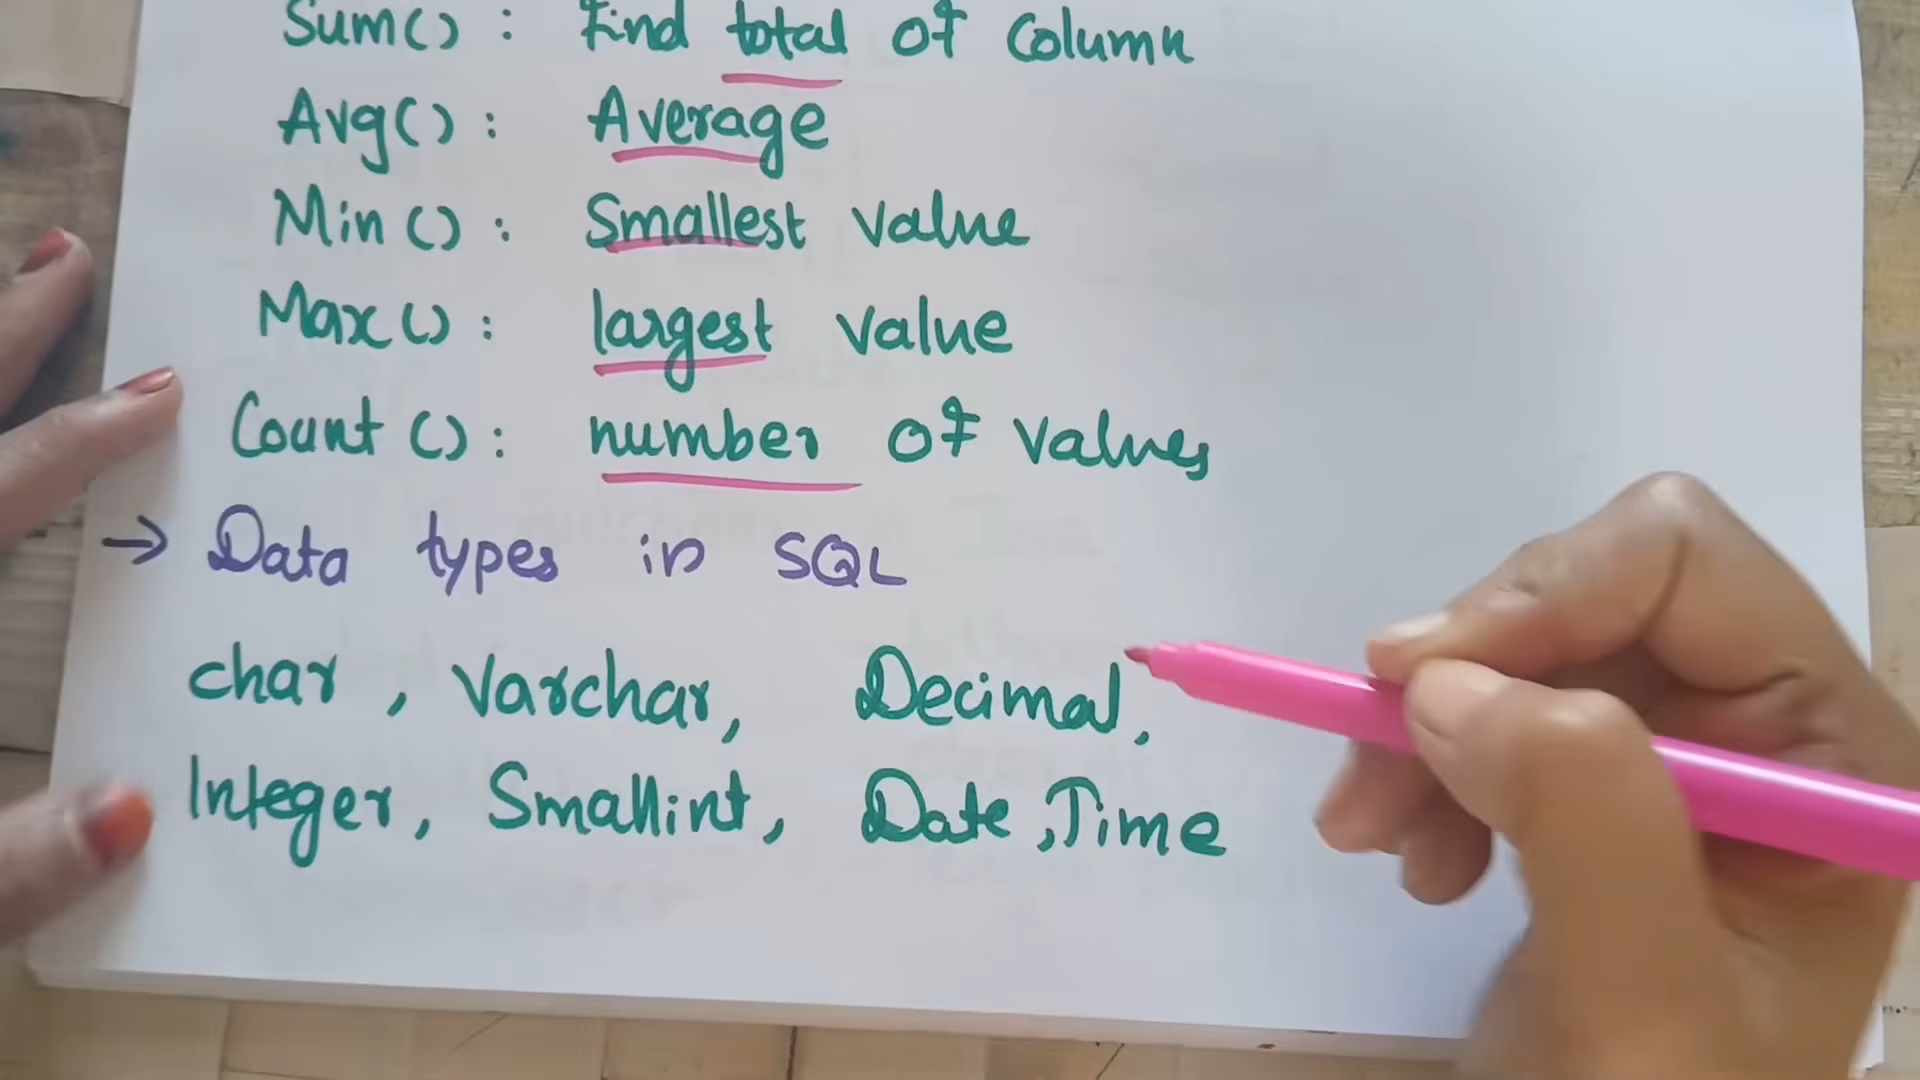 Sum() : Find total of Column
Avg() : Average
Min () : Smallest value
Max () : largest value
Count () : number of values
→ Data types in SQL
char , Varchar, Decimal,
Integer, Smallint, Date, Time